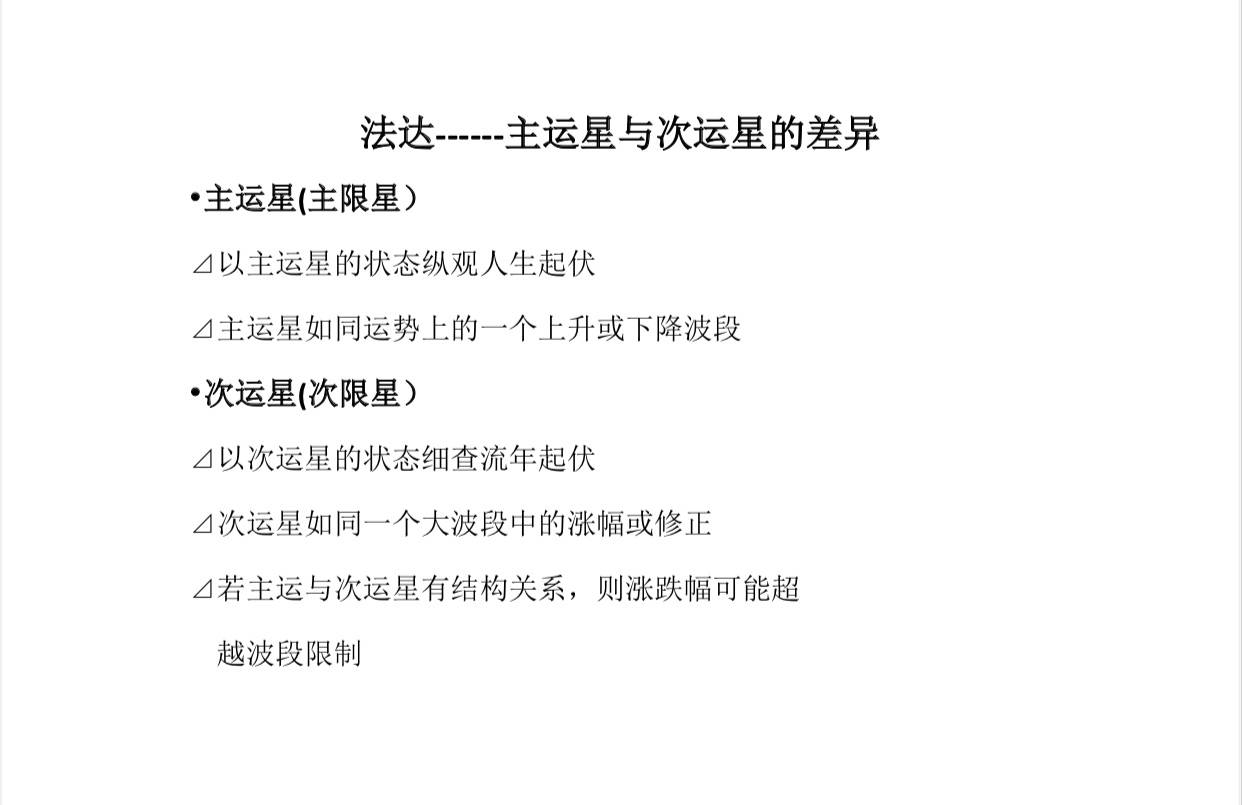 法达------主运星与次运星的差异
•主运星(主限星）
⊿以主运星的状态纵观人生起伏
⊿主运星如同运势上的一个上升或下降波段
•次运星(次限星）
⊿以次运星的状态细查流年起伏
⊿次运星如同一个大波段中的涨幅或修正
⊿若主运与次运星有结构关系，则涨跌幅可能超
越波段限制